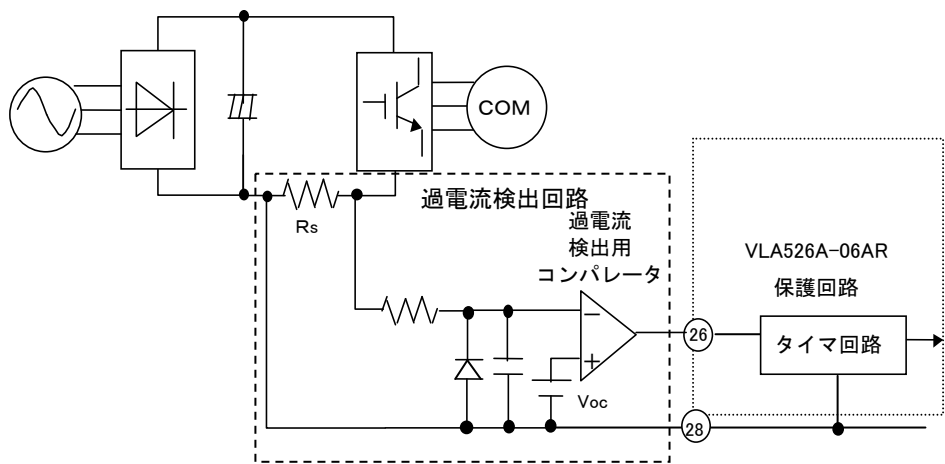 COM
過電流検出回路
Rs
過電流
検出用
コンパレータ
VLA526A-06AR
保護回路
26
タイマ回路
Voc
28